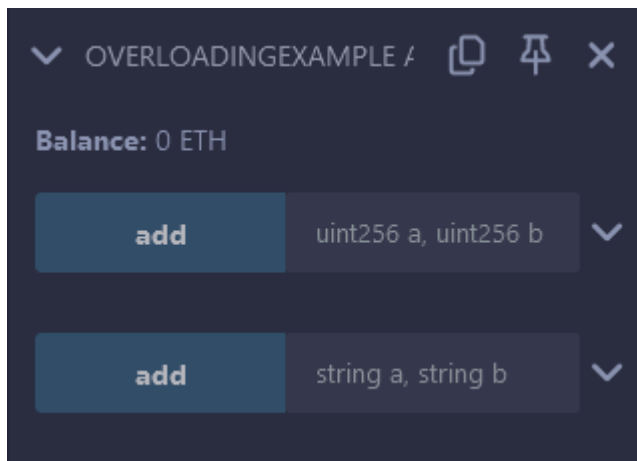 OVERLOADINGEXAMPLE A
Balance: 0 ETH
add uint256 a, uint256 b
add string a, string b